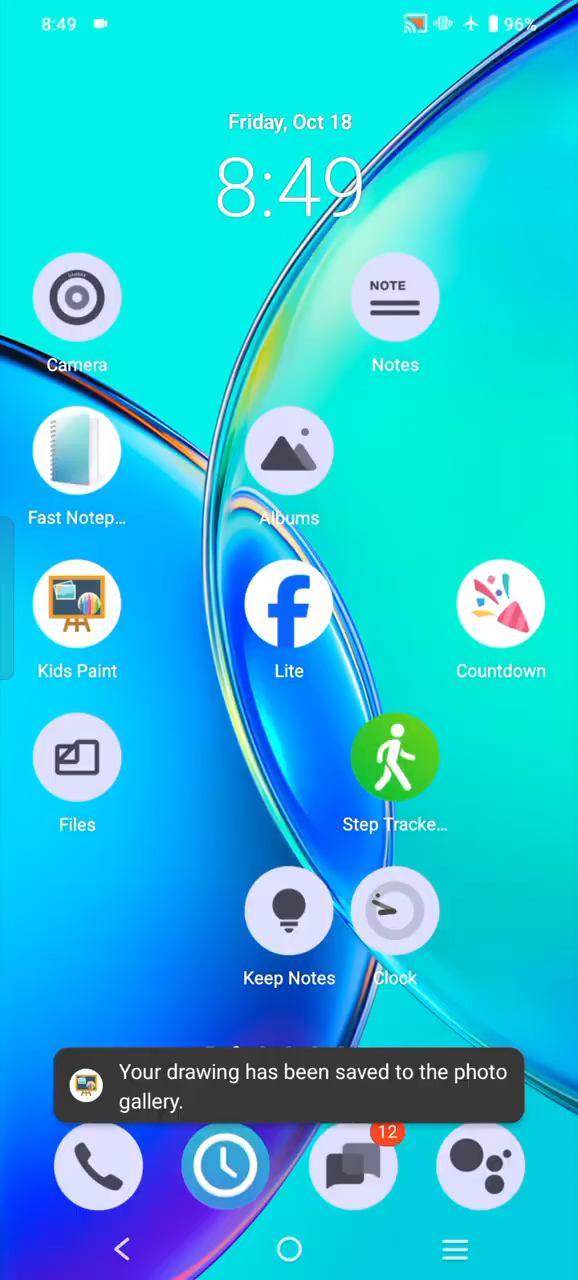 8:49
96%
Friday, Oct 18
8:49
NOTE
Camera
Notes
Fast Notep...
Albums
Kids Paint
Lite
Countdown
Files
Step Tracke...
Keep Notes
Clock
Your drawing has been saved to the photo
gallery.
12